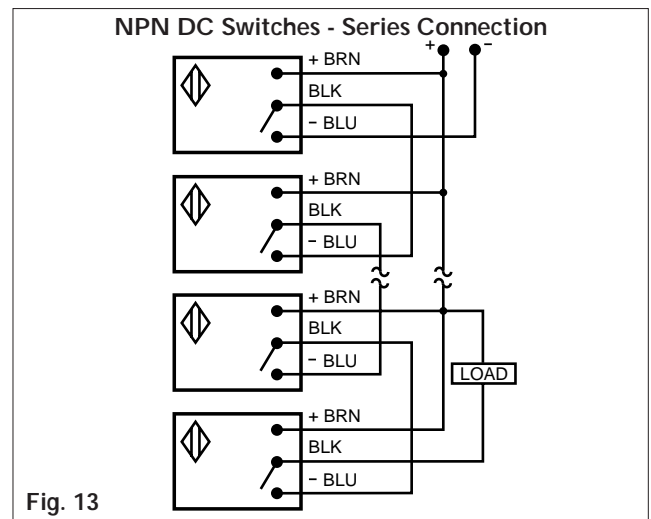 NPN DC Switches - Series Connection
+ -
+ BRN
BLK
- BLU
+ BRN
BLK
- BLU
+ BRN
BLK
- BLU
LOAD
+ BRN
BLK
- BLU
Fig. 13